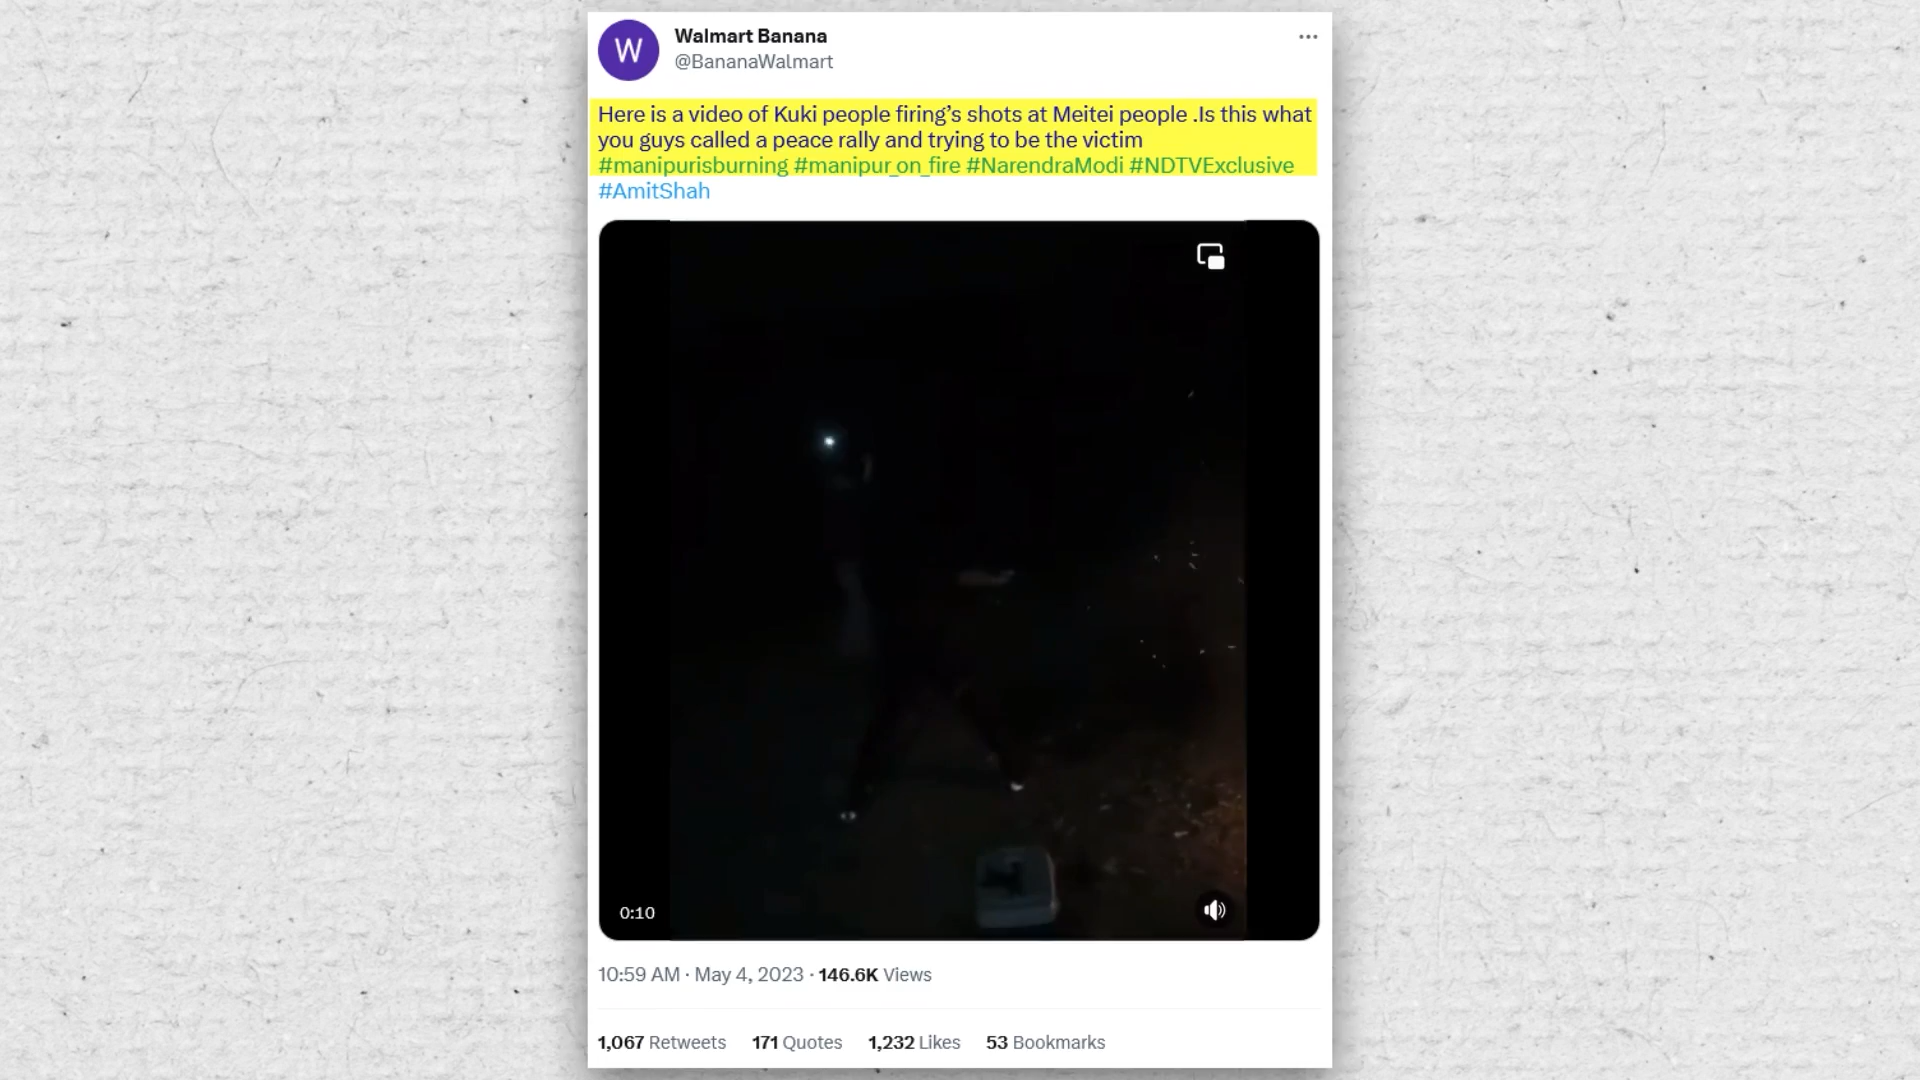 W
Walmart Banana
@BananaWalmart
Here is a video of Kuki people firing’s shots at Meitei people .Is this what
you guys called a peace rally and trying to be the victim
#manipurisburning #manipur_on_fire #NarendraModi #NDTVExclusive
#AmitShah
0:10
10:59 AM · May 4, 2023 · 146.6K Views
1,067 Retweets 171 Quotes 1,232 Likes 53 Bookmarks